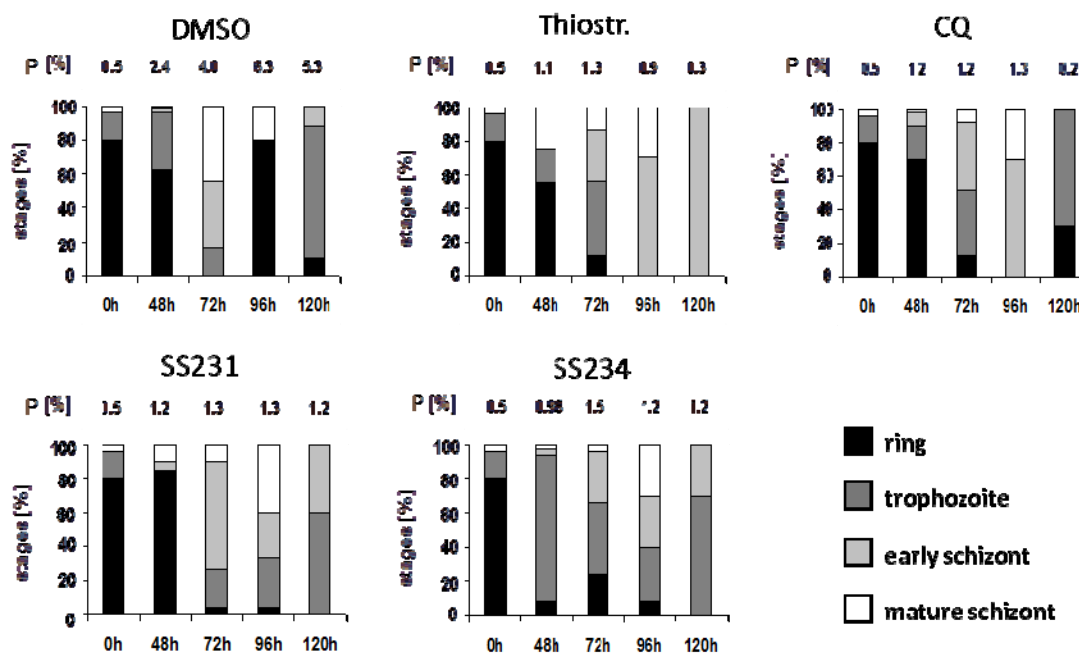 DMSO
P [%] 0.5 2.4 4.0 6.3 5.3
stages [%]
100
80
60
40
20
0
0h 48h 72h 96h 120h
Thiostr.
P [%] 0.5 1.1 1.3 0.9 0.3
stages [%]
100
80
60
40
20
0
0h 48h 72h 96h 120h
CQ
P [%] 0.5 1.2 1.2 1.3 0.2
stages [%]
40
0h 48h 72h 96h 120h
SS231
P [%] 1.2 1.3 1.3 1.2
stages [%]
100
80
60
40
20
0
0h 48h 72h 96h 120h
SS234
P [%] 0.5 0.98 1.2
stages [%]
100
80
60
40
20
0
0h 48h 72h 96h 120h
ring
trophozoite
early schizont
mature schizont